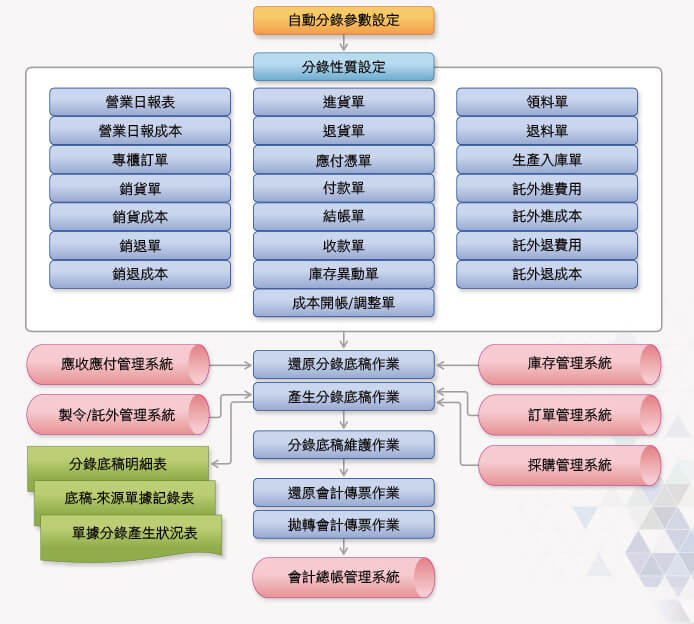 自動分錄參數設定
分錄性質設定
營業日報表
營業日報成本
專櫃訂單
銷貨單
銷貨成本
銷退單
銷退成本
進貨單
退貨單
應付憑單
付款單
結帳單
收款單
庫存異動單
成本開帳/調整單
領料單
退料單
生產入庫單
託外進費用
託外進成本
託外退費用
託外退成本
應收應付管理系統
製令/託外管理系統
還原分錄底稿作業
產生分錄底稿作業
庫存管理系統
訂單管理系統
採購管理系統
分錄底稿明細表
底稿-來源單據記錄表
單據分錄產生狀況表
分錄底稿維護作業
還原會計傳票作業
拋轉會計傳票作業
會計總帳管理系統